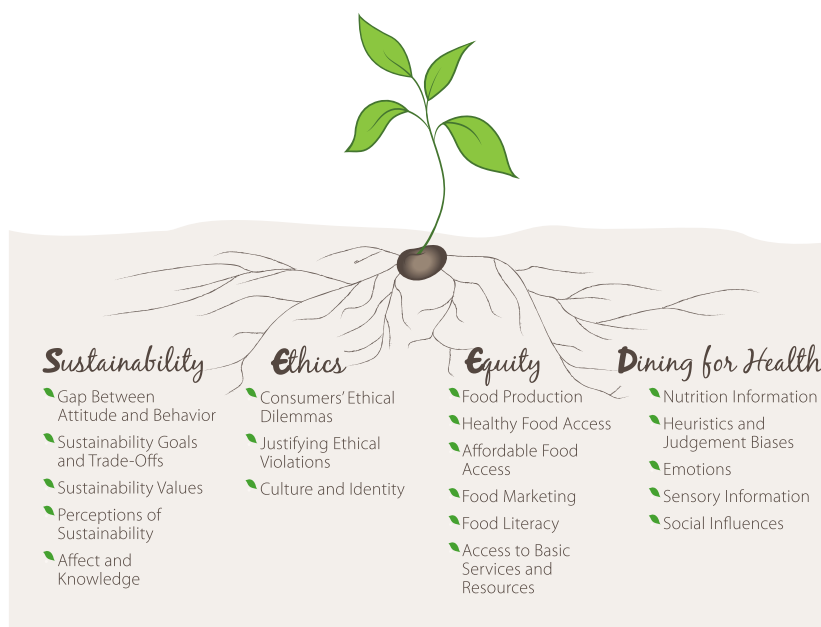 Sustainability
Gap Between
Attitude and Behavior
Sustainability Goals
and Trade-Offs
Sustainability Values
Perceptions of
Sustainability
Affect and
Knowledge
Ethics
Consumers’ Ethical
Dilemmas
Justifying Ethical
Violations
Culture and Identity
Equity
Food Production
Healthy Food Access
Affordable Food
Access
Food Marketing
Food Literacy
Access to Basic
Services and
Resources
Dining for Health
Nutrition Information
Heuristics and
Judgement Biases
Emotions
Sensory Information
Social Influences